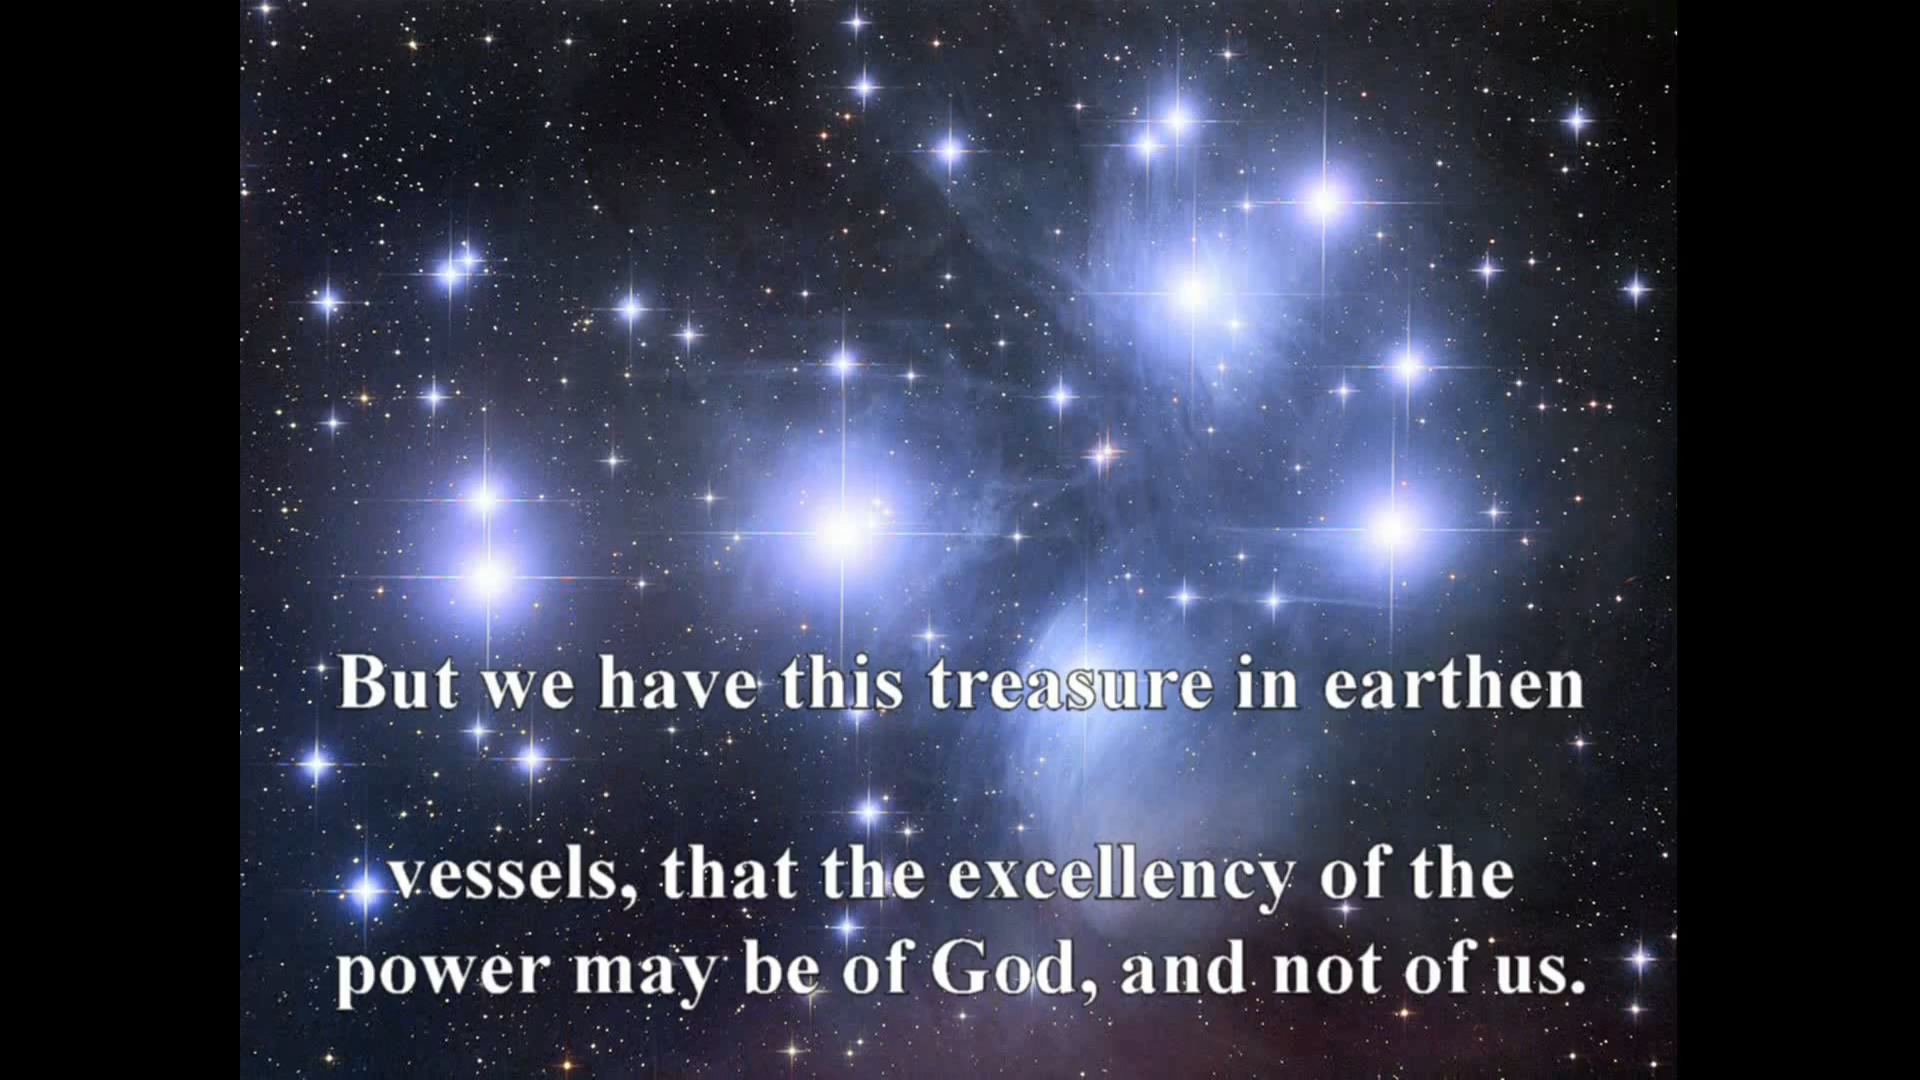 But we have this treasure in earthen
vessels, that the excellency of the
power may be of God, and not of us.